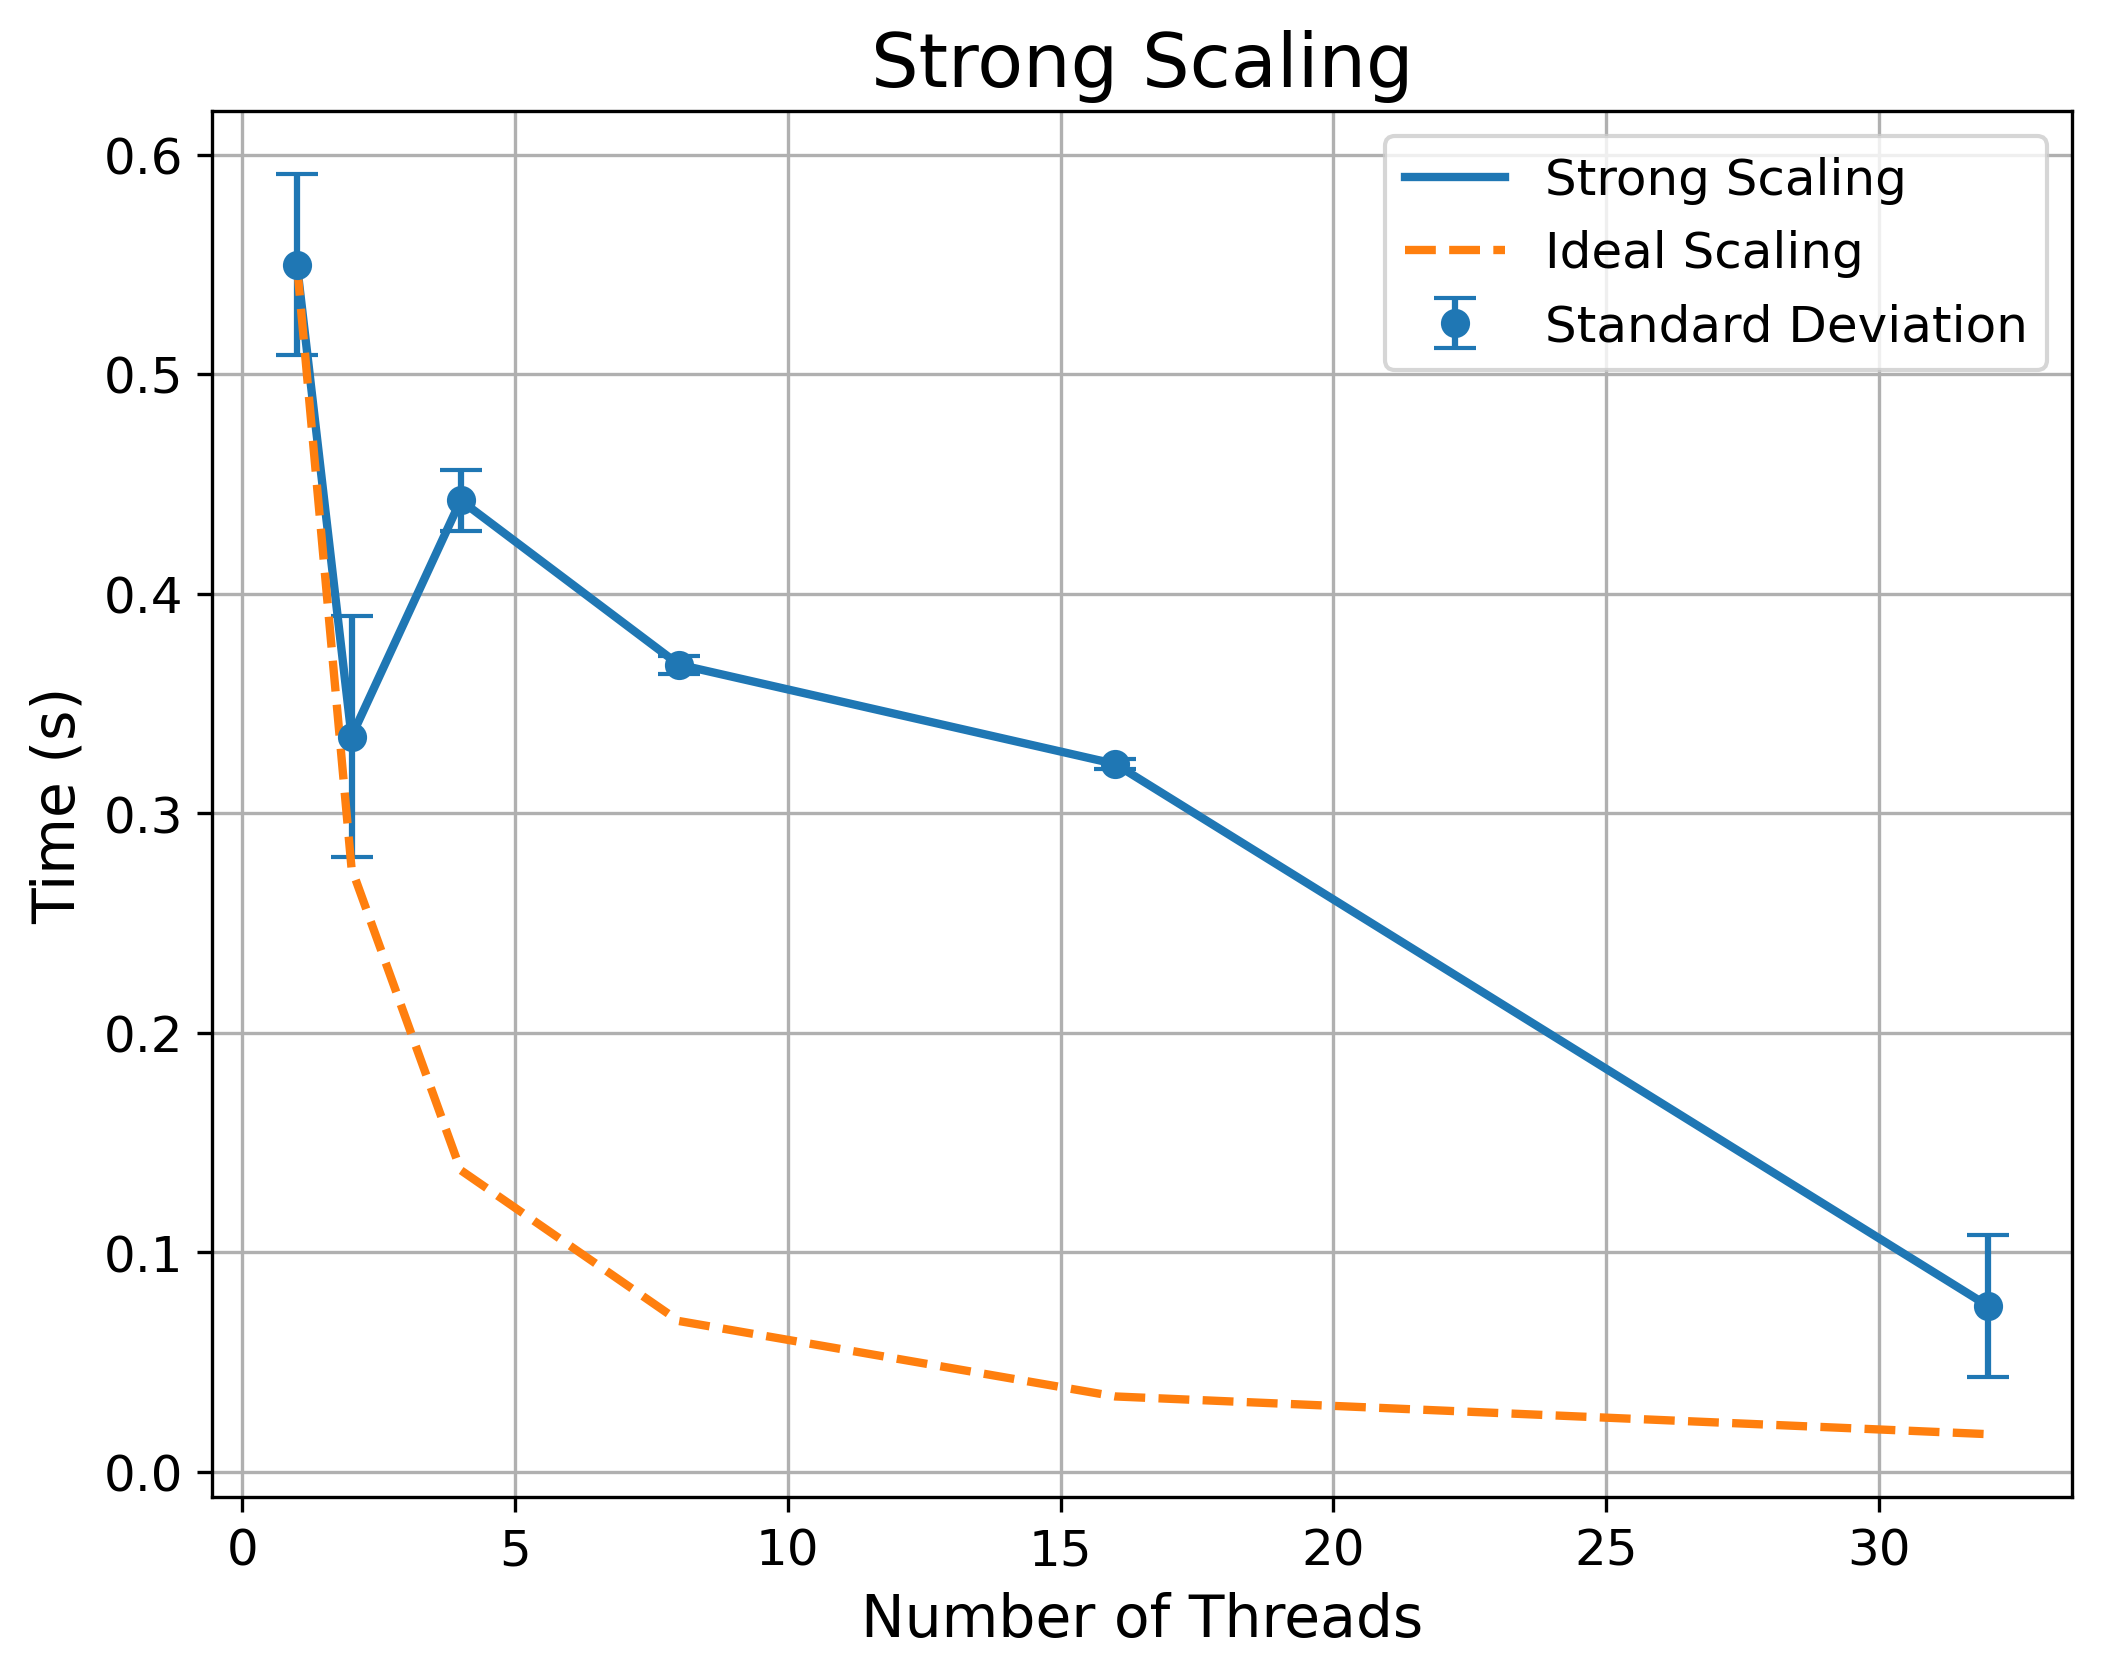 Strong Scaling
Strong Scaling
Ideal Scaling
Standard Deviation
Time (s)
0.6
0.5
0.4
0.3
0.2
0.1
0.0
0 5 10 15 20 25 30
Number of Threads